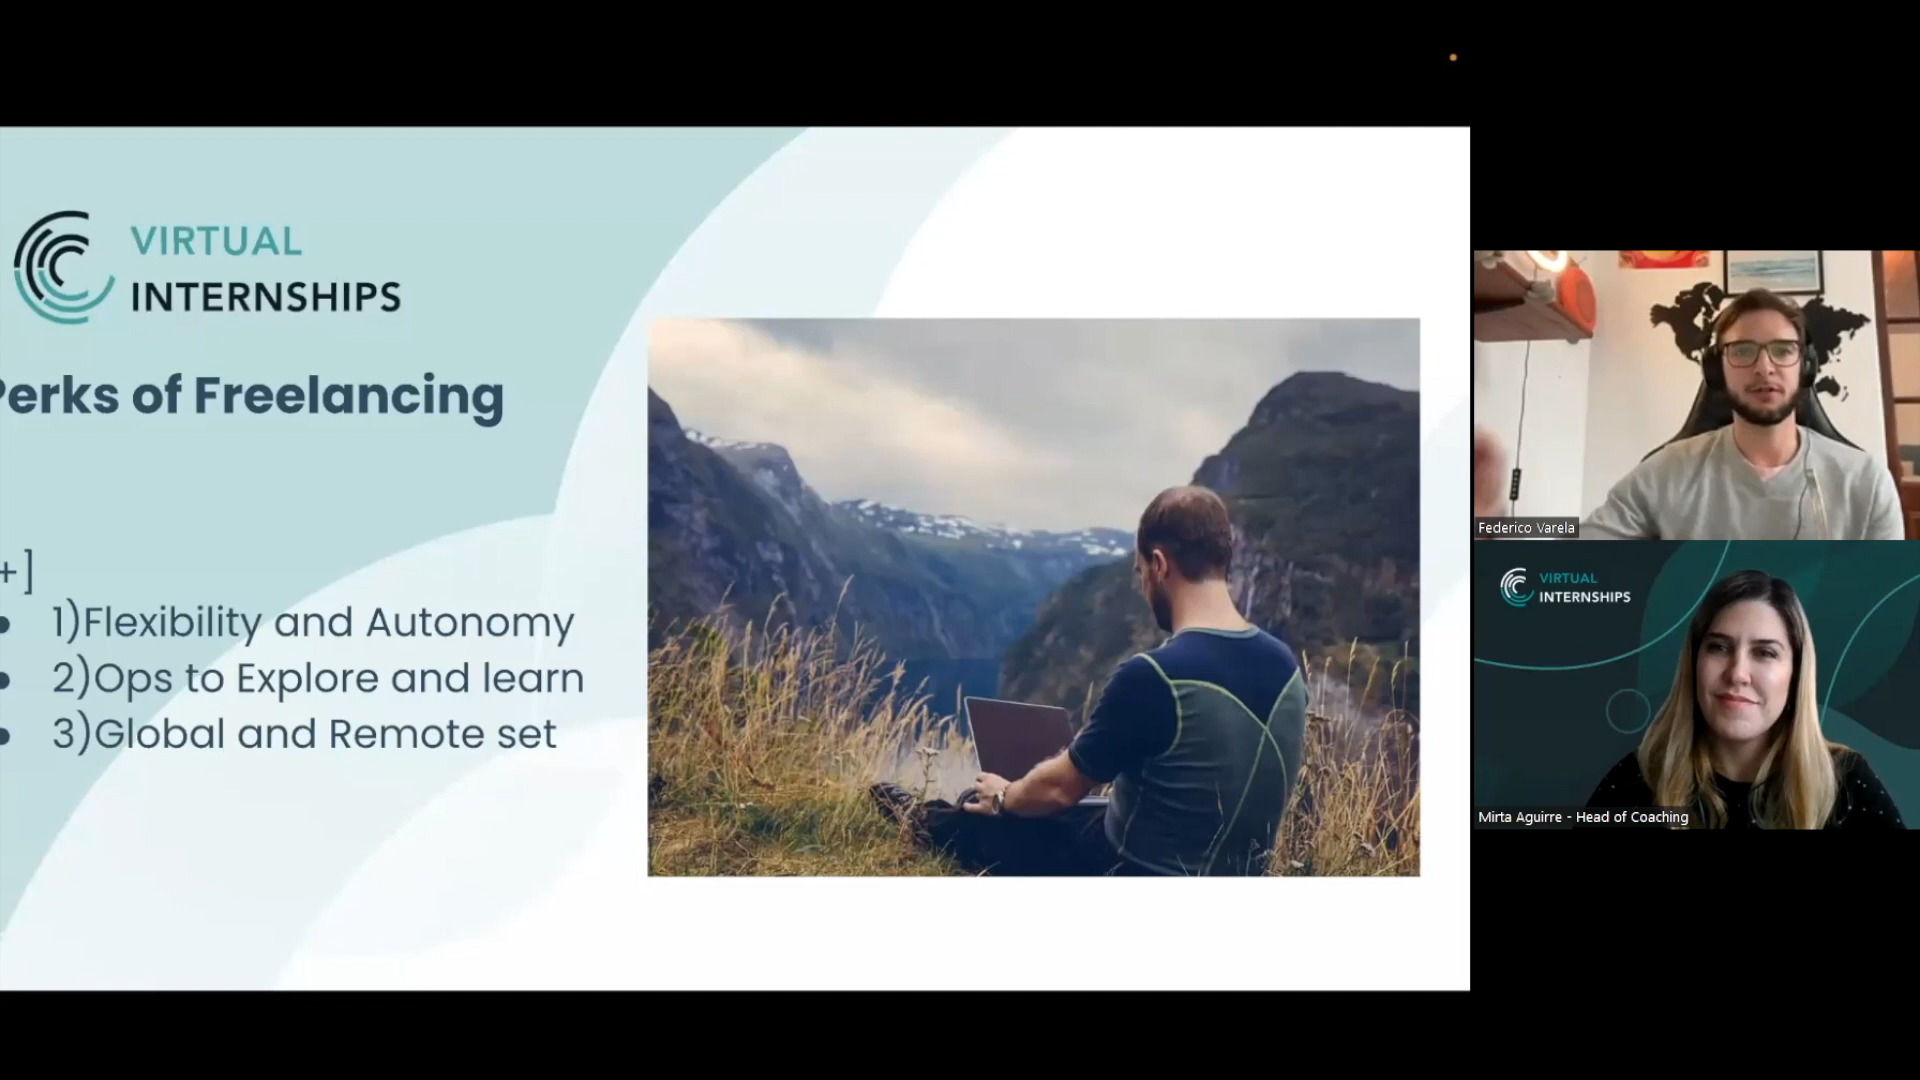 VIRTUAL
INTERNSHIPS
Perks of Freelancing
+]
1)Flexibility and Autonomy
2)Ops to Explore and learn
3)Global and Remote set
Federico Varela
VIRTUAL
INTERNSHIPS
Mirta Aguirre - Head of Coaching